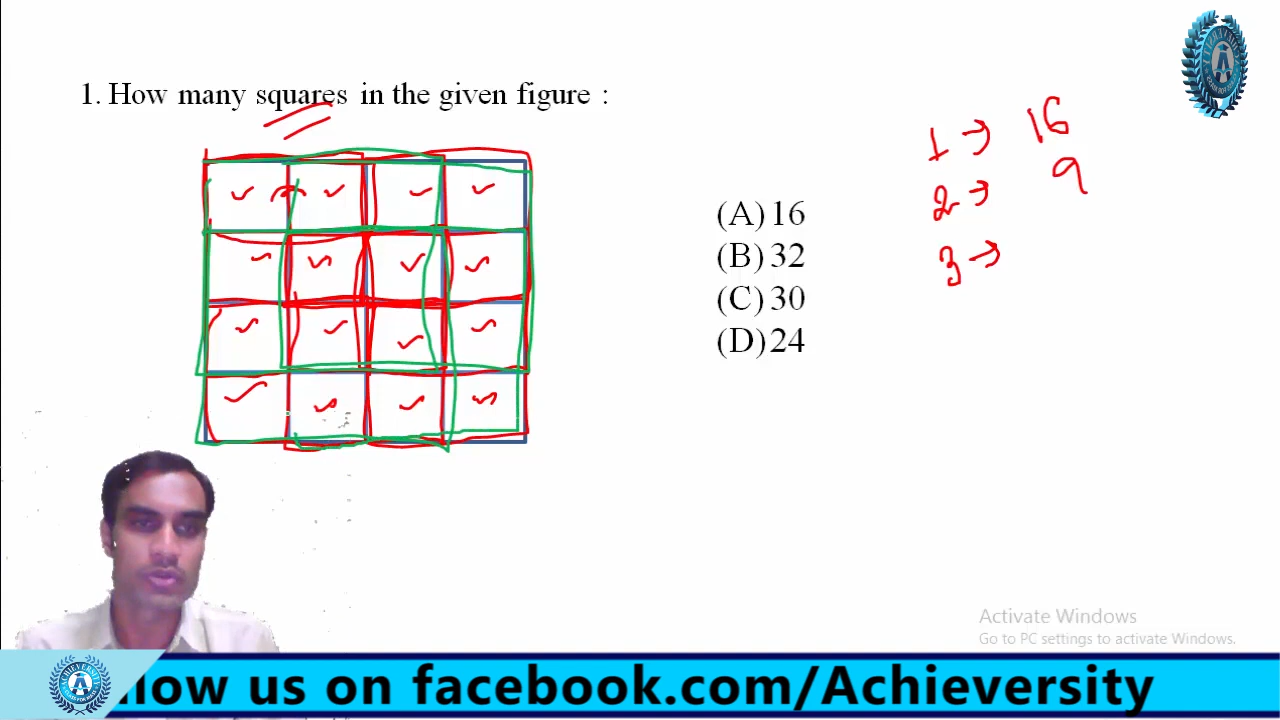 1. How many squares in the given figure :
(A) 16
(B) 32
(C) 30
(D) 24
1 → 16
2 → 9
3 →
Activate Windows
Go to PC settings to activate Windows.
llow us on facebook.com/Achieversity